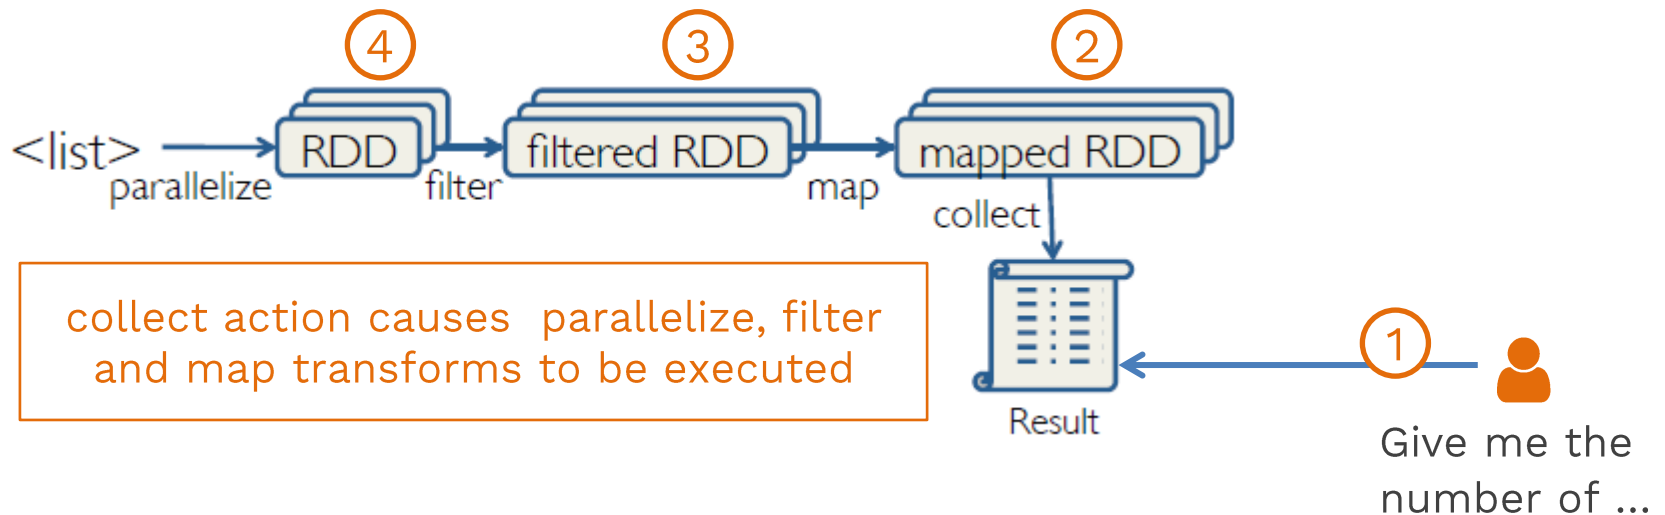 4 3 2
<list> RDD filtered RDD mapped RDD
parallelize filter map
collect
collect action causes parallelize, filter
and map transforms to be executed
1
Result
Give me the
number of ...